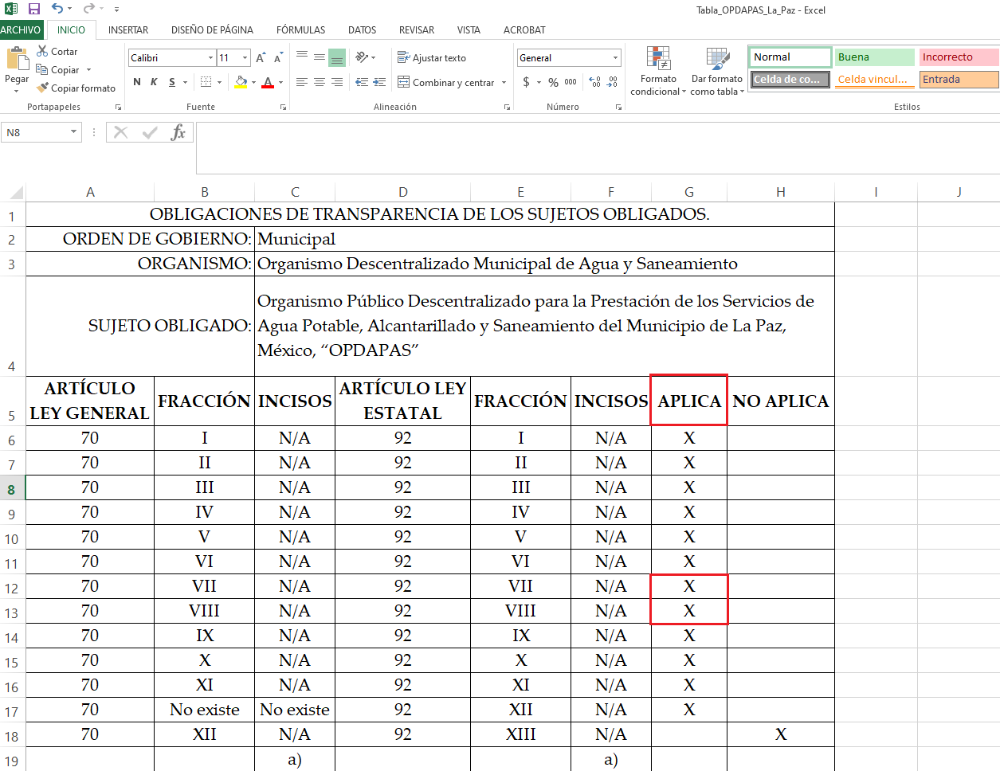 Tabla_OPDAPAS_La_Paz - Excel
ARCHIVO INICIO INSERTAR DISEÑO DE PÁGINA FÓRMULAS DATOS REVISAR VISTA ACROBAT
Pegar
Cortar
Copiar
Copiar formato
Portapapeles
Calibri 11
N K S
Fuente
Ajustar texto
Combinar y centrar
Alineación
General
$ % 000
Número
Formato condicional
Dar formato como tabla
Normal Buena Incorrecto
Celda de co... Celda vincul... Entrada
Estilos
N8 fx
A B C D E F G H I J
1 OBLIGACIONES DE TRANSPARENCIA DE LOS SUJETOS OBLIGADOS.
2 ORDEN DE GOBIERNO: Municipal
3 ORGANISMO: Organismo Descentralizado Municipal de Agua y Saneamiento
4 SUJETO OBLIGADO: Organismo Público Descentralizado para la Prestación de los Servicios de
Agua Potable, Alcantarillado y Saneamiento del Municipio de La Paz,
México, “OPDAPAS”
5 ARTÍCULO LEY GENERAL FRACCIÓN INCISOS ARTÍCULO LEY ESTATAL FRACCIÓN INCISOS APLICA NO APLICA
6 70 I N/A 92 I N/A X
7 70 II N/A 92 II N/A X
8 70 III N/A 92 III N/A X
9 70 IV N/A 92 IV N/A X
10 70 V N/A 92 V N/A X
11 70 VI N/A 92 VI N/A X
12 70 VII N/A 92 VII N/A X
13 70 VIII N/A 92 VIII N/A X
14 70 IX N/A 92 IX N/A X
15 70 X N/A 92 X N/A X
16 70 XI N/A 92 XI N/A X
17 70 No existe No existe 92 XII N/A X
18 70 XII N/A 92 XIII N/A X
19 a) a)